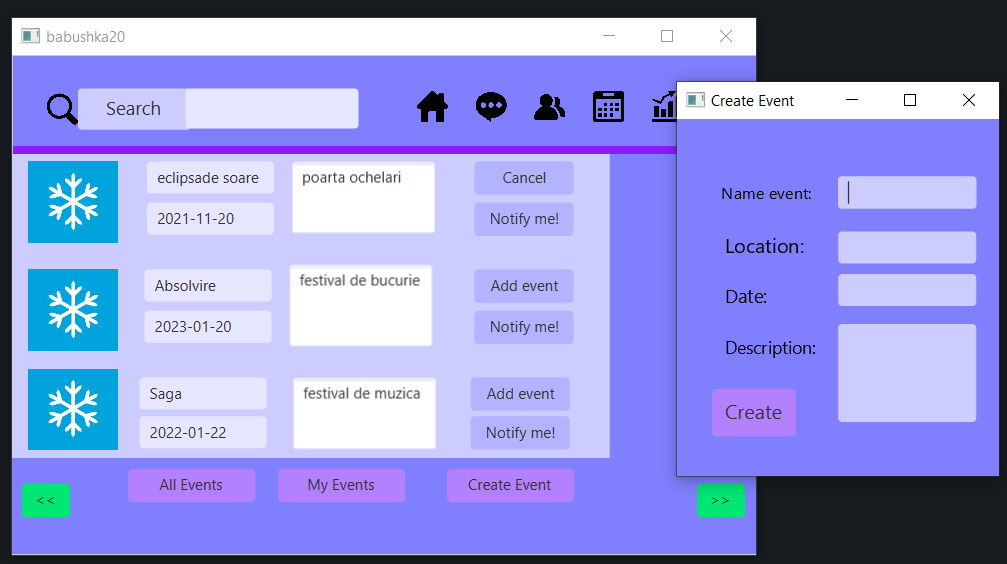 babushka20
Search
eclipsade soare
2021-11-20
poarta ochelari
Cancel
Notify me!
Absolvire
2023-01-20
festival de bucurie
Add event
Notify me!
Saga
2022-01-22
festival de muzica
Add event
Notify me!
<<
All Events
My Events
Create Event
>>
Create Event
Name event:
Location:
Date:
Description:
Create